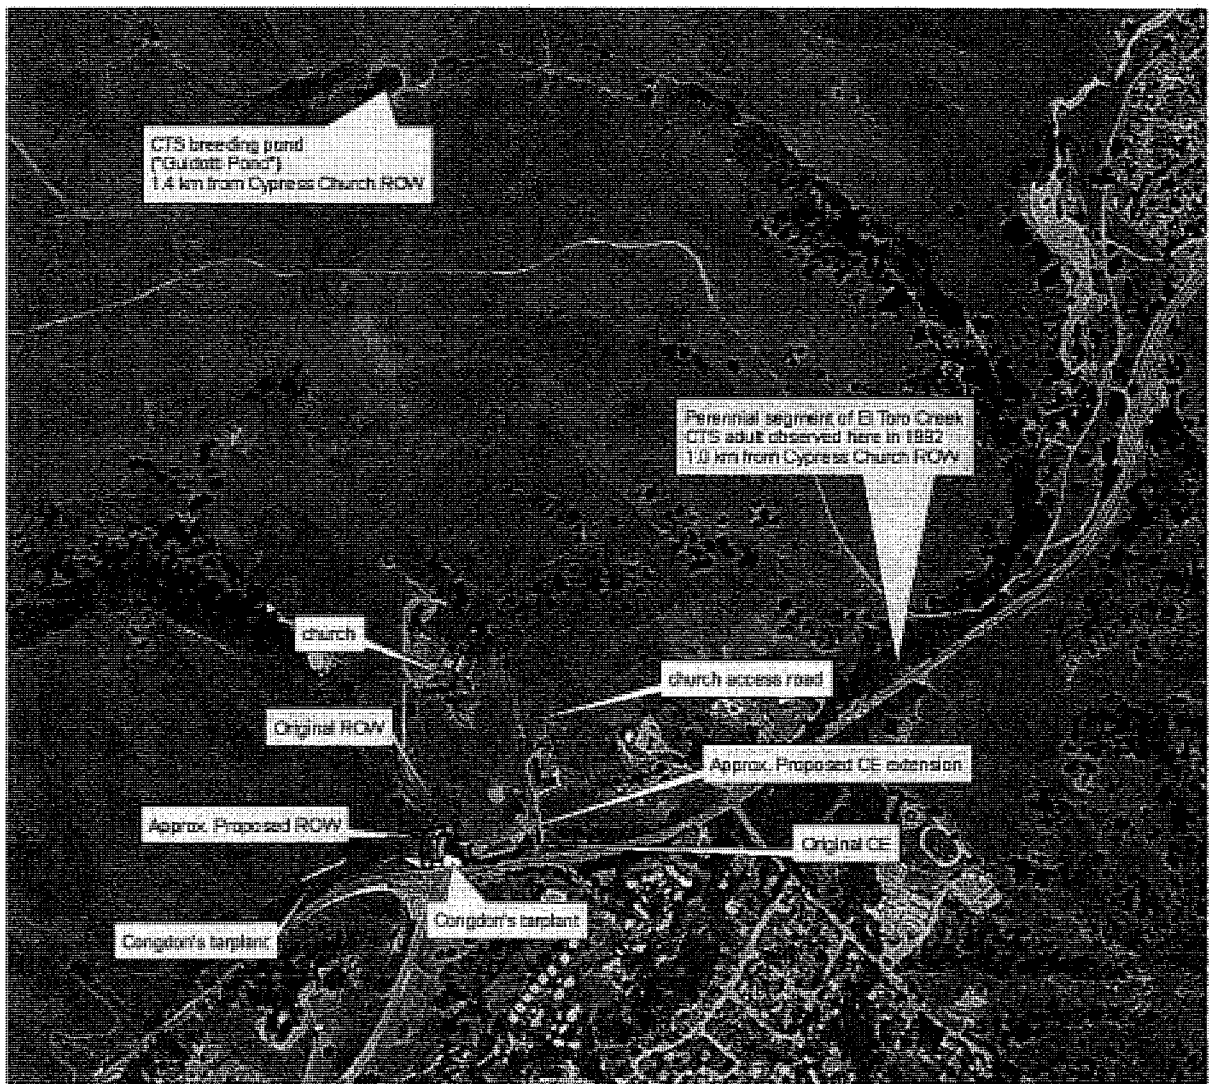 CTS breeding pond
("Guidotti Pond")
1.4 km from Cypress Church ROW
Perennial segment of El Toro Creek
CTS adult observed here in 1992
1.0 km from Cypress Church ROW
church
church access road
Original ROW
Approx. Proposed CE extension
Approx. Proposed ROW
Original CE
Congdon's tarplant
Congdon's tarplant